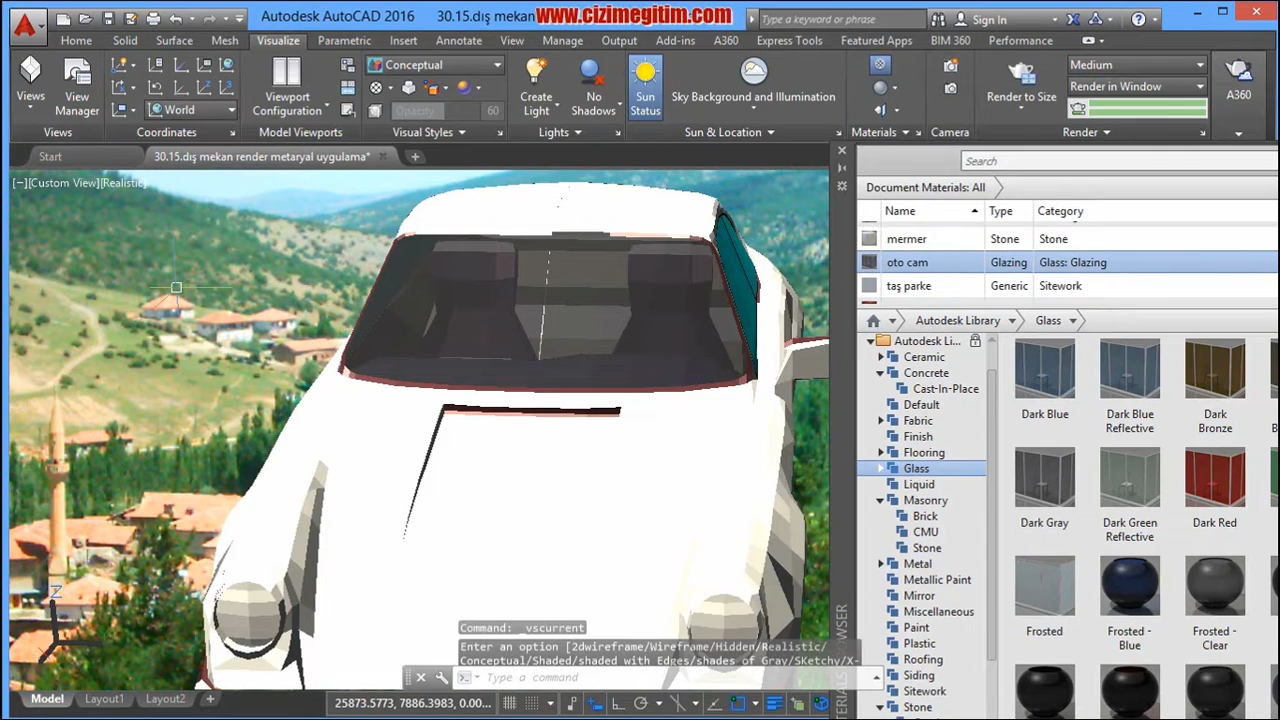 Autodesk AutoCAD 2016
30.15.dış mekan
www.cizimegitim.com
Type a keyword or phrase
Sign In
Home
Solid
Surface
Mesh
Visualize
Parametric
Insert
Annotate
View
Manage
Output
Add-ins
A360
Express Tools
Featured Apps
BIM 360
Performance
Views
View Manager
Views
World
Coordinates
Viewport Configuration
Model Viewports
Conceptual
Opacity
60
Visual Styles
Create Light
No Shadows
Lights
Sun Status
Sky Background and Illumination
Sun & Location
Materials
Camera
Render to Size
Medium
Render in Window
Render
A360
Start
30.15.dış mekan render metaryal uygulama*
[−][Custom View][Realistic]
Z
Search
Document Materials: All
Name
Type
Category
mermer
Stone
Stone
oto cam
Glazing
Glass: Glazing
taş parke
Generic
Sitework
Autodesk Library
Glass
Autodesk Li...
Ceramic
Concrete
Cast-In-Place
Default
Fabric
Finish
Flooring
Glass
Liquid
Masonry
Brick
CMU
Stone
Metal
Metallic Paint
Mirror
Miscellaneous
Paint
Plastic
Roofing
Siding
Sitework
Stone
Dark Blue
Dark Blue Reflective
Dark Bronze
Dark Gray
Dark Green Reflective
Dark Red
Frosted
Frosted - Blue
Frosted - Clear
Command: _vscurrent
Enter an option [2dwireframe/Wireframe/Hidden/Realistic/
Conceptual/Shaded/shaded with Edges/shades of Gray/SKetchy/X-
Type a command
Model
Layout1
Layout2
25873.5773, 7886.3983, 0.00...